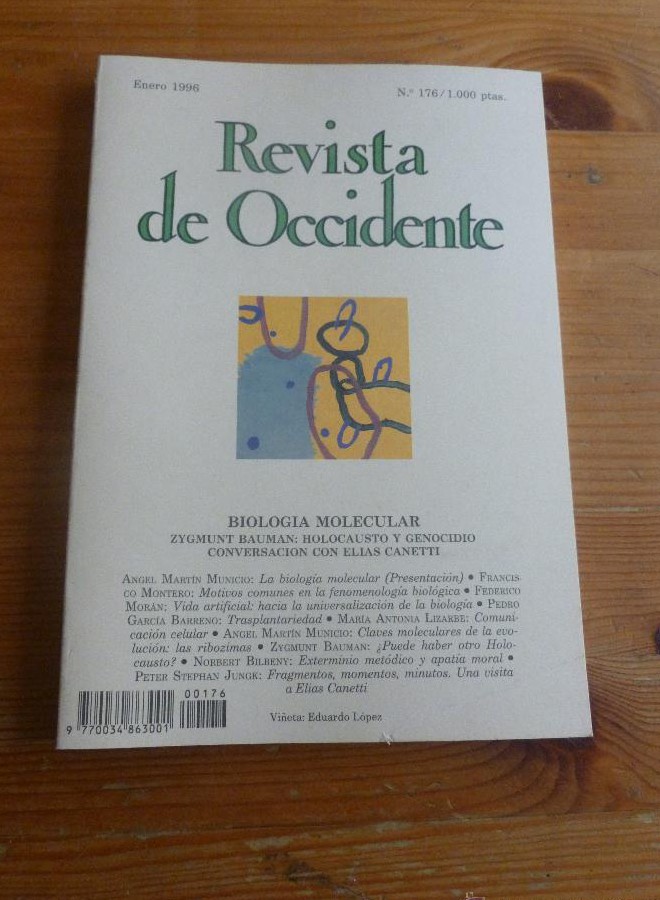 Enero 1996
N.º 176/1.000 ptas.
Revista
de Occidente
BIOLOGIA MOLECULAR
ZYGMUNT BAUMAN: HOLOCAUSTO Y GENOCIDIO
CONVERSACION CON ELIAS CANETTI
ANGEL MARTÍN MUNICIO: La biología molecular (Presentación) • FRANCIS
CO MONTERO: Motivos comunes en la fenomenología biológica • FEDERICO
MORÁN: Vida artificial: hacia la universalización de la biología • PEDRO
GARCÍA BARRENO: Trasplantariedad • MARÍA ANTONIA LIZARBE: Comuni-
cación celular • ANGEL MARTÍN MUNICIO: Claves moleculares de la evo-
lución: las ribozimas • ZYGMUNT BAUMAN: ¿Puede haber otro Holo-
causto? • NORBERT BILBENY: Exterminio metódico y apatía moral •
PETER STEPHAN JUNGK: Fragmentos, momentos, minutos. Una visita
a Elias Canetti
00176
9 770034 863001
Viñeta: Eduardo López